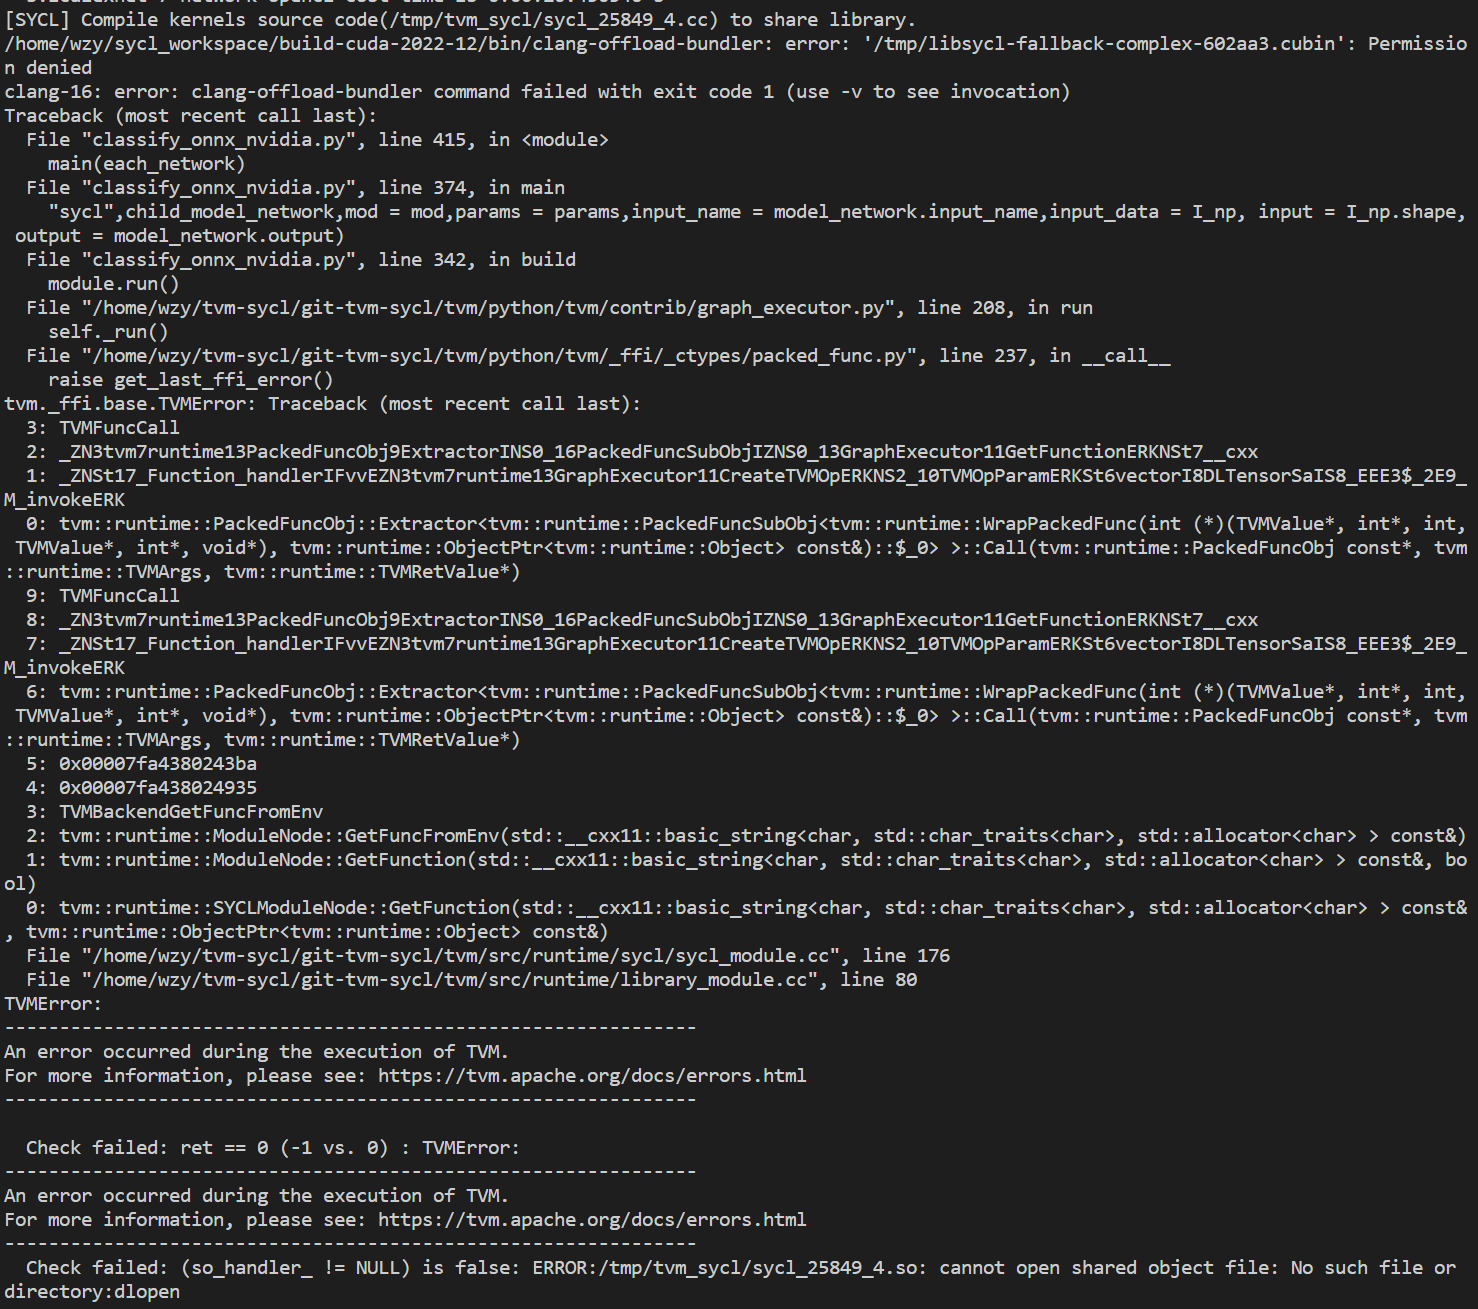 [SYCL] Compile kernels source code(/tmp/tvm_sycl/sycl_25849_4.cc) to share library.
/home/wzy/sycl_workspace/build-cuda-2022-12/bin/clang-offload-bundler: error: '/tmp/libsycl-fallback-complex-602aa3.cubin': Permissio
n denied
clang-16: error: clang-offload-bundler command failed with exit code 1 (use -v to see invocation)
Traceback (most recent call last):
  File "classify_onnx_nvidia.py", line 415, in <module>
    main(each_network)
  File "classify_onnx_nvidia.py", line 374, in main
    "sycl",child_model_network,mod = mod,params = params,input_name = model_network.input_name,input_data = I_np, input = I_np.shape,
 output = model_network.output)
  File "classify_onnx_nvidia.py", line 342, in build
    module.run()
  File "/home/wzy/tvm-sycl/git-tvm-sycl/tvm/python/tvm/contrib/graph_executor.py", line 208, in run
    self._run()
  File "/home/wzy/tvm-sycl/git-tvm-sycl/tvm/python/tvm/_ffi/_ctypes/packed_func.py", line 237, in __call__
    raise get_last_ffi_error()
tvm._ffi.base.TVMError: Traceback (most recent call last):
  3: TVMFuncCall
  2: _ZN3tvm7runtime13PackedFuncObj9ExtractorINS0_16PackedFuncSubObjIZNS0_13GraphExecutor11GetFunctionERKNSt7__cxx
  1: _ZNSt17_Function_handlerIFvvEZN3tvm7runtime13GraphExecutor11CreateTVMOpERKNS2_10TVMOpParamERKSt6vectorI8DLTensorSaIS8_EEE3$_2E9_
M_invokeERK
  0: tvm::runtime::PackedFuncObj::Extractor<tvm::runtime::PackedFuncSubObj<tvm::runtime::WrapPackedFunc(int (*)(TVMValue*, int*, int,
 TVMValue*, int*, void*), tvm::runtime::ObjectPtr<tvm::runtime::Object> const&)::$_0> >::Call(tvm::runtime::PackedFuncObj const*, tvm
::runtime::TVMArgs, tvm::runtime::TVMRetValue*)
  9: TVMFuncCall
  8: _ZN3tvm7runtime13PackedFuncObj9ExtractorINS0_16PackedFuncSubObjIZNS0_13GraphExecutor11GetFunctionERKNSt7__cxx
  7: _ZNSt17_Function_handlerIFvvEZN3tvm7runtime13GraphExecutor11CreateTVMOpERKNS2_10TVMOpParamERKSt6vectorI8DLTensorSaIS8_EEE3$_2E9_
M_invokeERK
  6: tvm::runtime::PackedFuncObj::Extractor<tvm::runtime::PackedFuncSubObj<tvm::runtime::WrapPackedFunc(int (*)(TVMValue*, int*, int,
 TVMValue*, int*, void*), tvm::runtime::ObjectPtr<tvm::runtime::Object> const&)::$_0> >::Call(tvm::runtime::PackedFuncObj const*, tvm
::runtime::TVMArgs, tvm::runtime::TVMRetValue*)
  5: 0x00007fa4380243ba
  4: 0x00007fa438024935
  3: TVMBackendGetFuncFromEnv
  2: tvm::runtime::ModuleNode::GetFuncFromEnv(std::__cxx11::basic_string<char, std::char_traits<char>, std::allocator<char> > const&)
  1: tvm::runtime::ModuleNode::GetFunction(std::__cxx11::basic_string<char, std::char_traits<char>, std::allocator<char> > const&, bo
ol)
  0: tvm::runtime::SYCLModuleNode::GetFunction(std::__cxx11::basic_string<char, std::char_traits<char>, std::allocator<char> > const&
, tvm::runtime::ObjectPtr<tvm::runtime::Object> const&)
  File "/home/wzy/tvm-sycl/git-tvm-sycl/tvm/src/runtime/sycl/sycl_module.cc", line 176
  File "/home/wzy/tvm-sycl/git-tvm-sycl/tvm/src/runtime/library_module.cc", line 80
TVMError:
---------------------------------------------------------------
An error occurred during the execution of TVM.
For more information, please see: https://tvm.apache.org/docs/errors.html
---------------------------------------------------------------
  Check failed: ret == 0 (-1 vs. 0) : TVMError:
---------------------------------------------------------------
An error occurred during the execution of TVM.
For more information, please see: https://tvm.apache.org/docs/errors.html
---------------------------------------------------------------
  Check failed: (so_handler_ != NULL) is false: ERROR:/tmp/tvm_sycl/sycl_25849_4.so: cannot open shared object file: No such file or
directory:dlopen